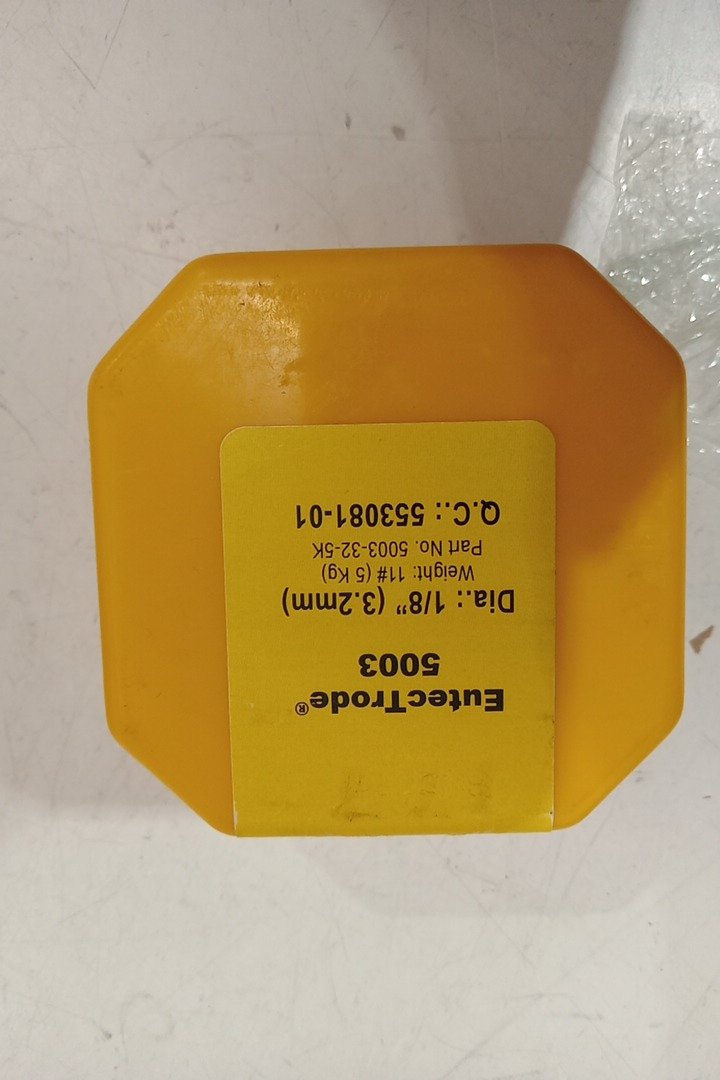 EutecTrode®
5003
Dia.: 1/8" (3.2mm)
Weight: 11# (5 Kg)
Part No. 5003-32-5K
Q.C.: 553081-01